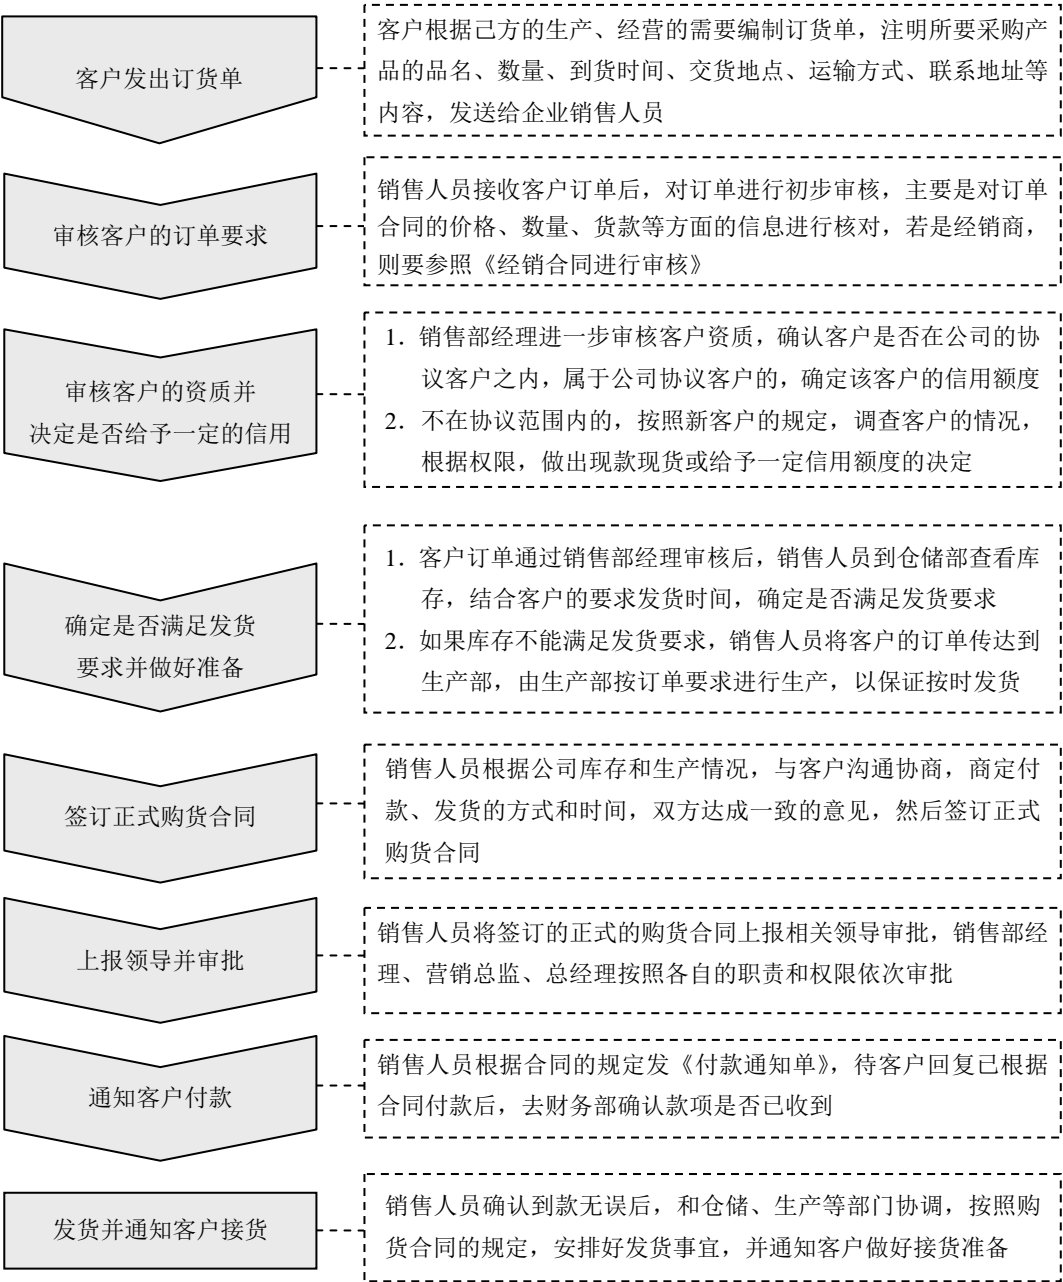 客户发出订货单
客户根据己方的生产、经营的需要编制订货单，注明所要采购产
品的品名、数量、到货时间、交货地点、运输方式、联系地址等
内容，发送给企业销售人员
审核客户的订单要求
销售人员接收客户订单后，对订单进行初步审核，主要是对订单
合同的价格、数量、货款等方面的信息进行核对，若是经销商，
则要参照《经销合同进行审核》
审核客户的资质并
决定是否给予一定的信用
1．销售部经理进一步审核客户资质，确认客户是否在公司的协
议客户之内，属于公司协议客户的，确定该客户的信用额度
2．不在协议范围内的，按照新客户的规定，调查客户的情况，
根据权限，做出现款现货或给予一定信用额度的决定
确定是否满足发货
要求并做好准备
1．客户订单通过销售部经理审核后，销售人员到仓储部查看库
存，结合客户的要求发货时间，确定是否满足发货要求
2．如果库存不能满足发货要求，销售人员将客户的订单传达到
生产部，由生产部按订单要求进行生产，以保证按时发货
签订正式购货合同
销售人员根据公司库存和生产情况，与客户沟通协商，商定付
款、发货的方式和时间，双方达成一致的意见，然后签订正式
购货合同
上报领导并审批
销售人员将签订的正式的购货合同上报相关领导审批，销售部经
理、营销总监、总经理按照各自的职责和权限依次审批
通知客户付款
销售人员根据合同的规定发《付款通知单》，待客户回复已根据
合同付款后，去财务部确认款项是否已收到
发货并通知客户接货
销售人员确认到款无误后，和仓储、生产等部门协调，按照购
货合同的规定，安排好发货事宜，并通知客户做好接货准备